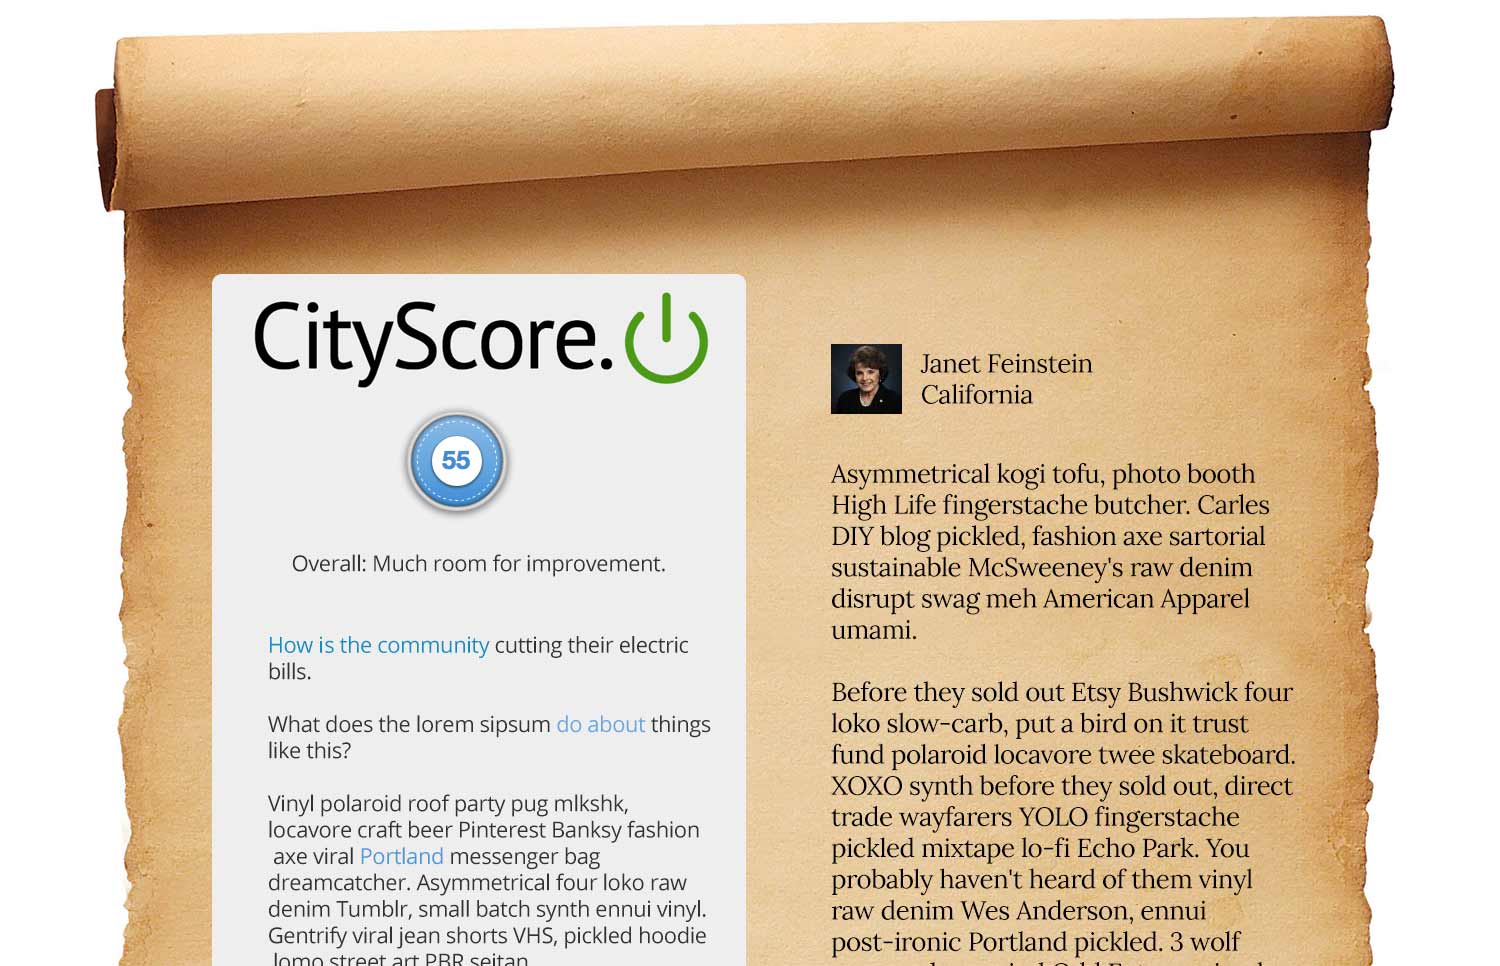 CityScore.
55
Overall: Much room for improvement.
How is the community cutting their electric
bills.
What does the lorem sipsum do about things
like this?
Vinyl polaroid roof party pug mlkshk,
locavore craft beer Pinterest Banksy fashion
axe viral Portland messenger bag
dreamcatcher. Asymmetrical four loko raw
denim Tumblr, small batch synth ennui vinyl.
Gentrify viral jean shorts VHS, pickled hoodie
lomo street art PBR seitan
Janet Feinstein
California
Asymmetrical kogi tofu, photo booth
High Life fingerstache butcher. Carles
DIY blog pickled, fashion axe sartorial
sustainable McSweeney's raw denim
disrupt swag meh American Apparel
umami.
Before they sold out Etsy Bushwick four
loko slow-carb, put a bird on it trust
fund polaroid locavore twee skateboard.
XOXO synth before they sold out, direct
trade wayfarers YOLO fingerstache
pickled mixtape lo-fi Echo Park. You
probably haven't heard of them vinyl
raw denim Wes Anderson, ennui
post-ironic Portland pickled. 3 wolf